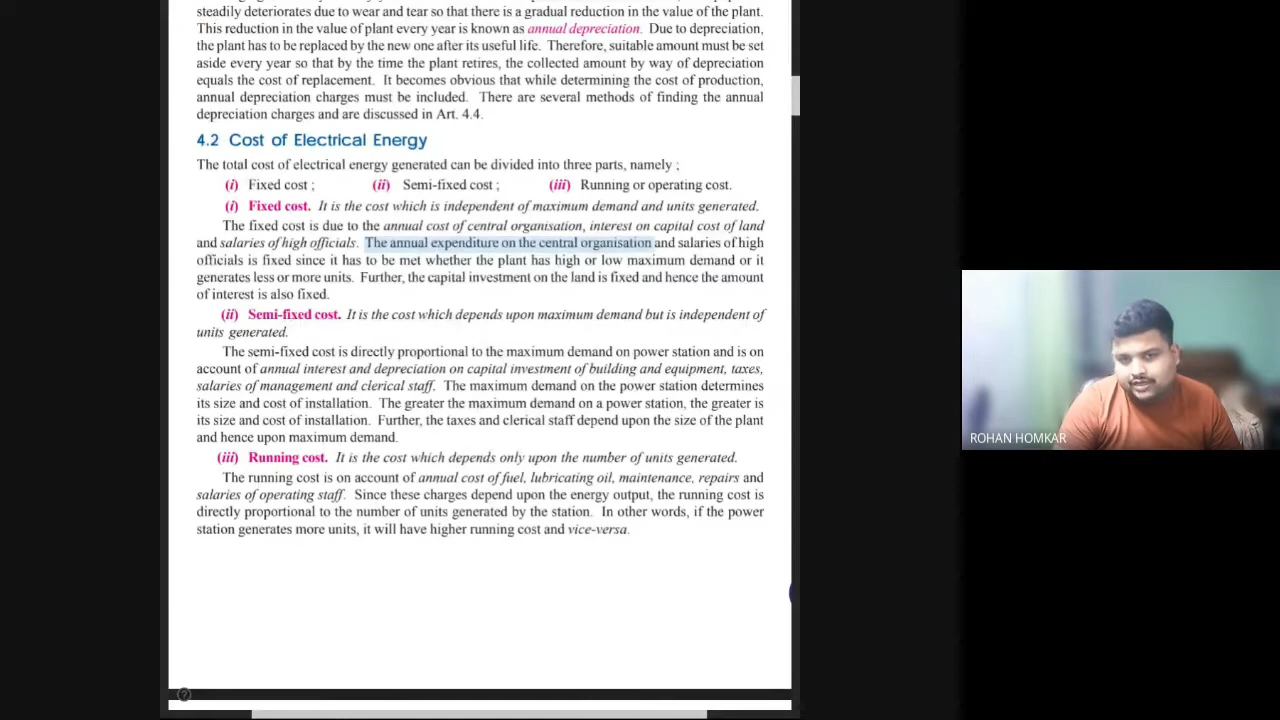 steadily deteriorates due to wear and tear so that there is a gradual reduction in the value of the plant.
This reduction in the value of plant every year is known as annual depreciation. Due to depreciation,
the plant has to be replaced by the new one after its useful life. Therefore, suitable amount must be set
aside every year so that by the time the plant retires, the collected amount by way of depreciation
equals the cost of replacement. It becomes obvious that while determining the cost of production,
annual depreciation charges must be included. There are several methods of finding the annual
depreciation charges and are discussed in Art. 4.4.
4.2 Cost of Electrical Energy
The total cost of electrical energy generated can be divided into three parts, namely ;
(i) Fixed cost ; (ii) Semi-fixed cost ; (iii) Running or operating cost.
(i) Fixed cost. It is the cost which is independent of maximum demand and units generated.
The fixed cost is due to the annual cost of central organisation, interest on capital cost of land
and salaries of high officials. The annual expenditure on the central organisation and salaries of high
officials is fixed since it has to be met whether the plant has high or low maximum demand or it
generates less or more units. Further, the capital investment on the land is fixed and hence the amount
of interest is also fixed.
(ii) Semi-fixed cost. It is the cost which depends upon maximum demand but is independent of
units generated.
The semi-fixed cost is directly proportional to the maximum demand on power station and is on
account of annual interest and depreciation on capital investment of building and equipment, taxes,
salaries of management and clerical staff. The maximum demand on the power station determines
its size and cost of installation. The greater the maximum demand on a power station, the greater is
its size and cost of installation. Further, the taxes and clerical staff depend upon the size of the plant
and hence upon maximum demand.
(iii) Running cost. It is the cost which depends only upon the number of units generated.
The running cost is on account of annual cost of fuel, lubricating oil, maintenance, repairs and
salaries of operating staff. Since these charges depend upon the energy output, the running cost is
directly proportional to the number of units generated by the station. In other words, if the power
station generates more units, it will have higher running cost and vice-versa.
ROHAN HOMKAR